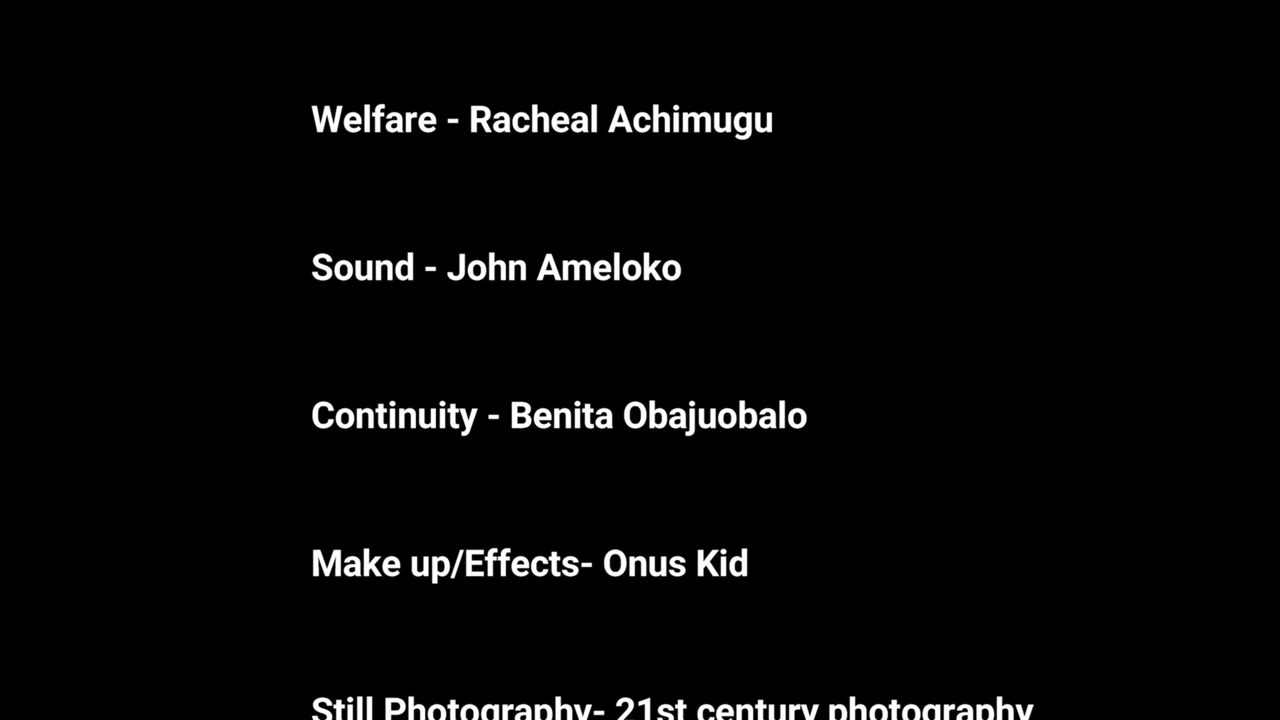 Welfare - Racheal Achimugu
Sound - John Ameloko
Continuity - Benita Obajuobalo
Make up/Effects- Onus Kid
Still Photography- 21st century photography